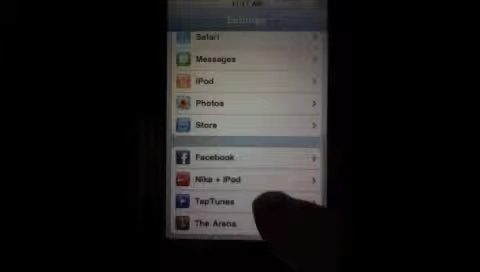 Settings
Safari
Messages
iPod
Photos
Store
Facebook
Nike + iPod
TapTunes
The Arena